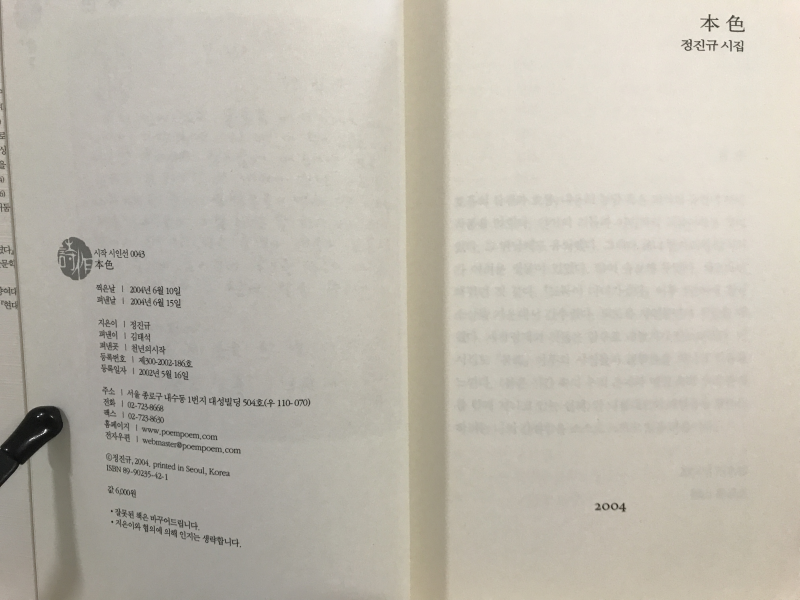 로
상
을
시작 시인선 0043
本色
찍은날 | 2004년 6월 10일
펴낸날 | 2004년 6월 15일
지은이 | 정진규
펴낸이 | 김태석
펴낸곳 | 천년의시작
등록번호 | 제300-2002-186호
등록일자 | 2002년 5월 16일
주소 | 서울 종로구 내수동 1번지 대성빌딩 504호(우 110-070)
전화 | 02-723-8668
팩스 | 02-723-8630
홈페이지 | www.poempoem.com
전자우편 | webmaster@poempoem.com
ⓒ정진규, 2004, printed in Seoul, Korea
ISBN 89-90235-42-1
값 6,000원
• 잘못된 책은 바꾸어드립니다.
• 지은이와 협의에 의해 인지는 생략합니다.
本色
정진규 시집
2004